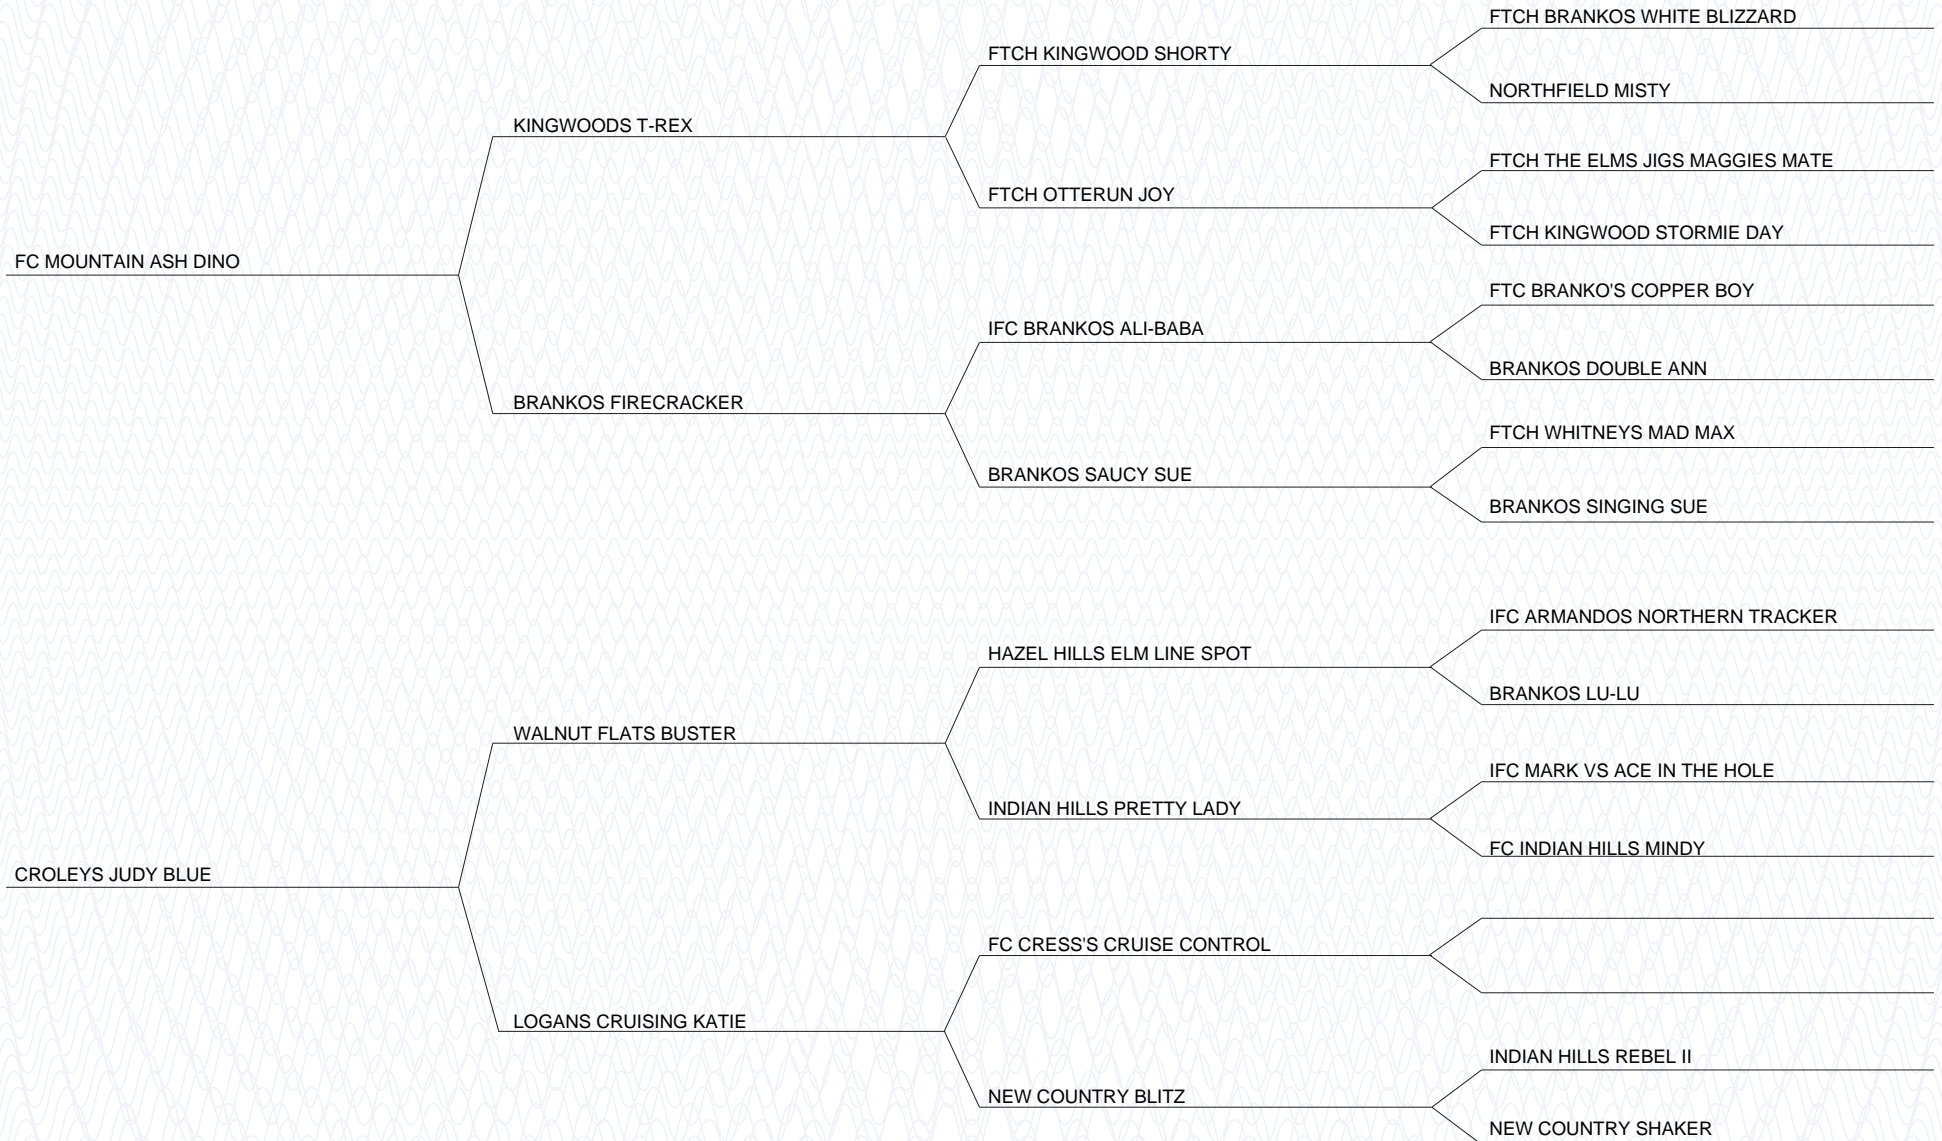 FTCH BRANKOS WHITE BLIZZARD
FTCH KINGWOOD SHORTY
NORTHFIELD MISTY
KINGWOODS T-REX
FTCH THE ELMS JIGS MAGGIES MATE
FTCH OTTERUN JOY
FTCH KINGWOOD STORMIE DAY
FC MOUNTAIN ASH DINO
FTC BRANKO'S COPPER BOY
IFC BRANKOS ALI-BABA
BRANKOS DOUBLE ANN
BRANKOS FIRECRACKER
FTCH WHITNEYS MAD MAX
BRANKOS SAUCY SUE
BRANKOS SINGING SUE
IFC ARMANDOS NORTHERN TRACKER
HAZEL HILLS ELM LINE SPOT
BRANKOS LU-LU
WALNUT FLATS BUSTER
IFC MARK VS ACE IN THE HOLE
INDIAN HILLS PRETTY LADY
FC INDIAN HILLS MINDY
CROLEYS JUDY BLUE
FC CRESS'S CRUISE CONTROL
LOGANS CRUISING KATIE
INDIAN HILLS REBEL II
NEW COUNTRY BLITZ
NEW COUNTRY SHAKER